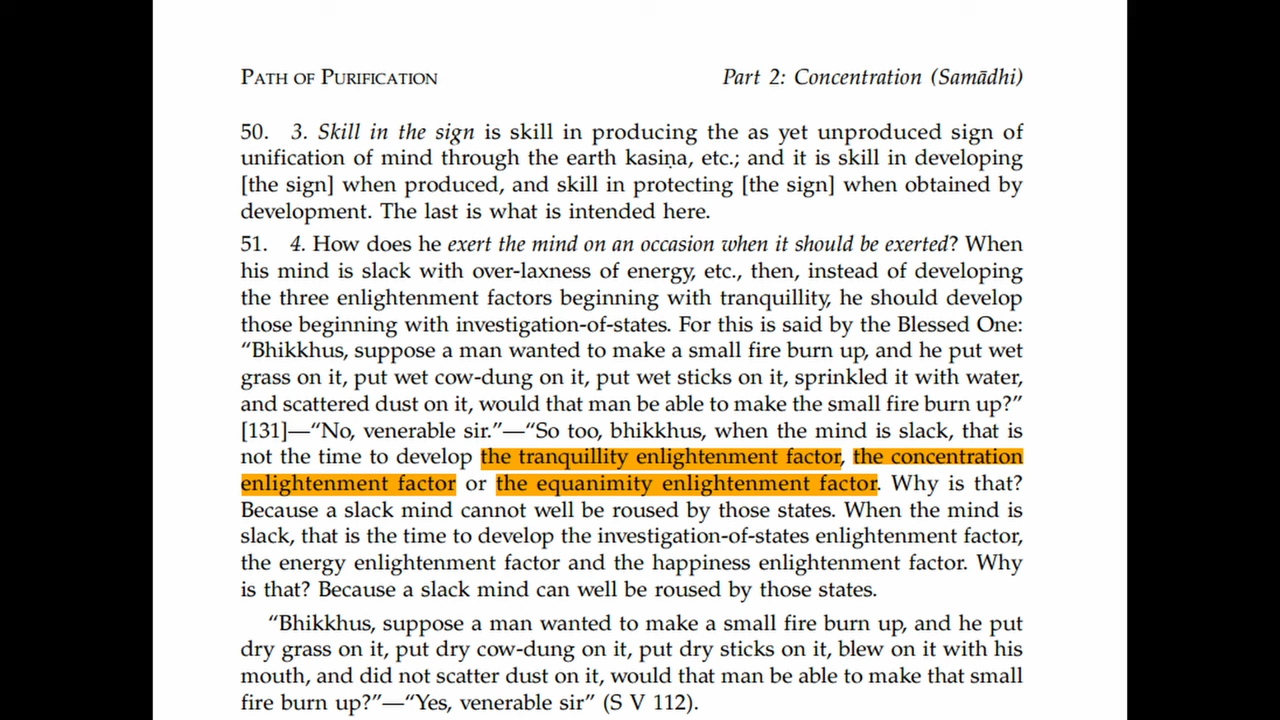 PATH OF PURIFICATION Part 2: Concentration (Samādhi)
50. 3. Skill in the sign is skill in producing the as yet unproduced sign of
unification of mind through the earth kasiṇa, etc.; and it is skill in developing
[the sign] when produced, and skill in protecting [the sign] when obtained by
development. The last is what is intended here.
51. 4. How does he exert the mind on an occasion when it should be exerted? When
his mind is slack with over-laxness of energy, etc., then, instead of developing
the three enlightenment factors beginning with tranquillity, he should develop
those beginning with investigation-of-states. For this is said by the Blessed One:
“Bhikkhus, suppose a man wanted to make a small fire burn up, and he put wet
grass on it, put wet cow-dung on it, put wet sticks on it, sprinkled it with water,
and scattered dust on it, would that man be able to make the small fire burn up?”
[131]—“No, venerable sir.”—“So too, bhikkhus, when the mind is slack, that is
not the time to develop the tranquillity enlightenment factor, the concentration
enlightenment factor or the equanimity enlightenment factor. Why is that?
Because a slack mind cannot well be roused by those states. When the mind is
slack, that is the time to develop the investigation-of-states enlightenment factor,
the energy enlightenment factor and the happiness enlightenment factor. Why
is that? Because a slack mind can well be roused by those states.
“Bhikkhus, suppose a man wanted to make a small fire burn up, and he put
dry grass on it, put dry cow-dung on it, put dry sticks on it, blew on it with his
mouth, and did not scatter dust on it, would that man be able to make that small
fire burn up?”—“Yes, venerable sir” (S V 112).